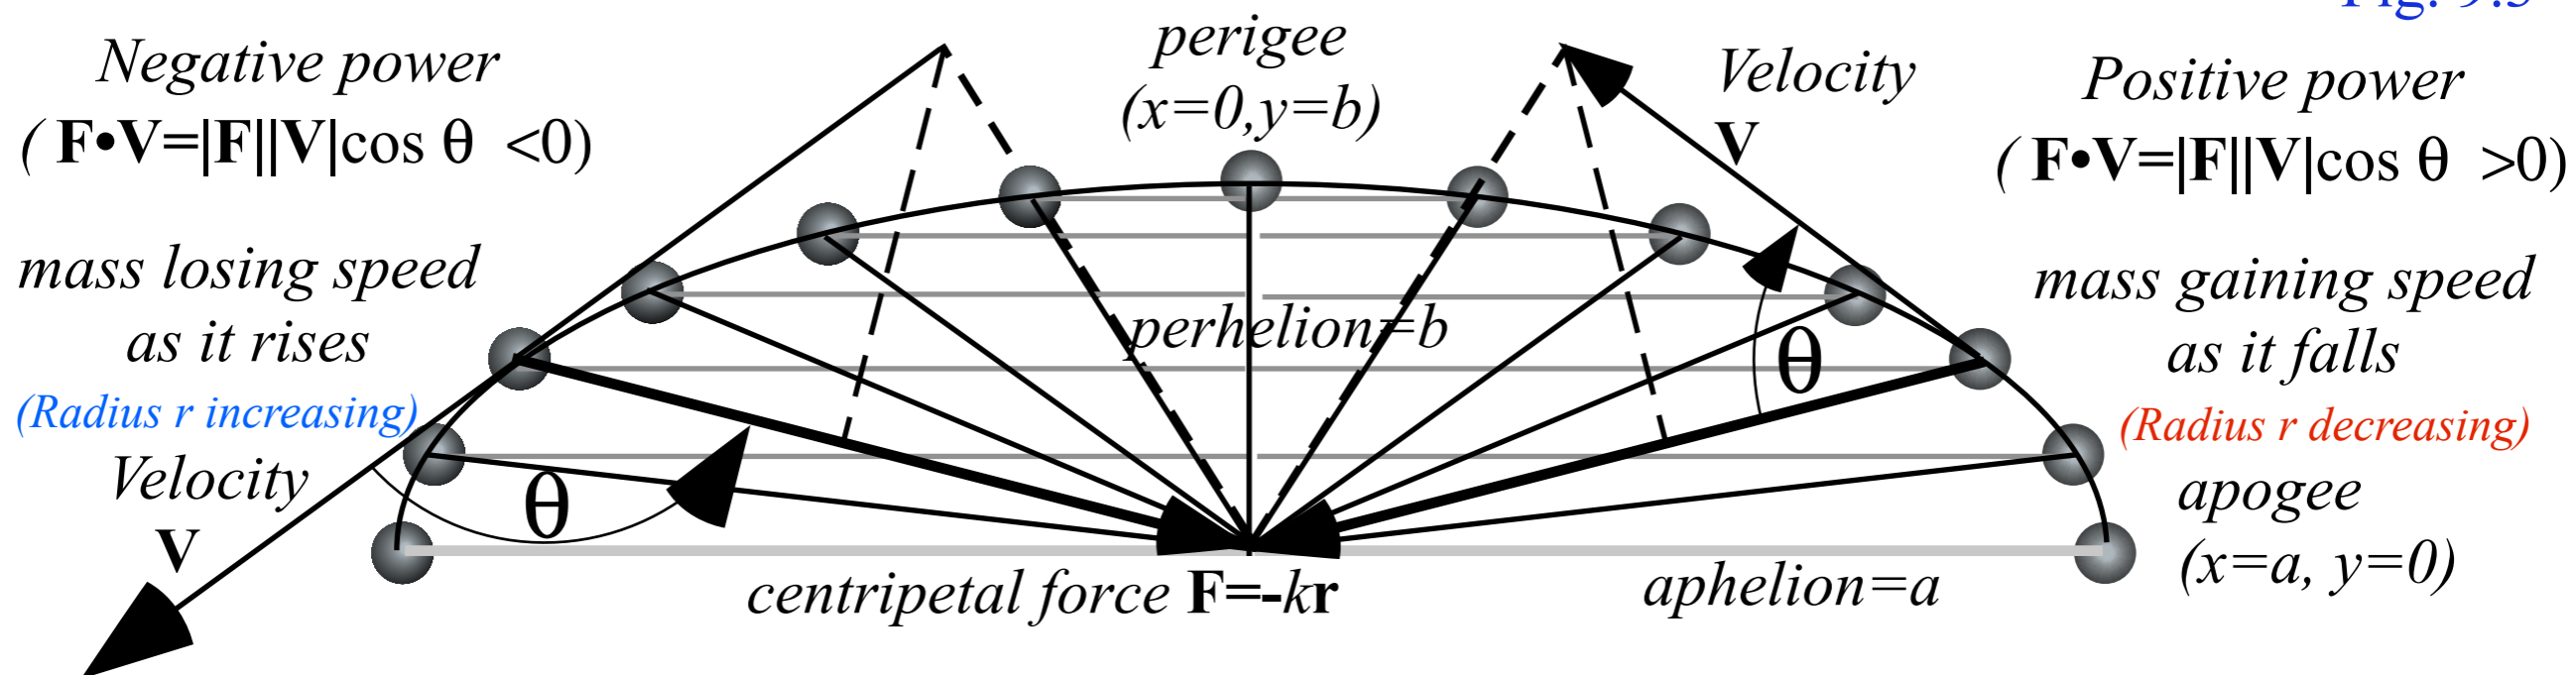 Negative power
( F•V=|F||V|cos θ <0)
mass losing speed
as it rises
(Radius r increasing)
Velocity
V
θ
perigee
(x=0,y=b)
perhelion=b
centripetal force F=-kr
aphelion=a
Velocity
V
θ
Positive power
( F•V=|F||V|cos θ >0)
mass gaining speed
as it falls
(Radius r decreasing)
apogee
(x=a, y=0)